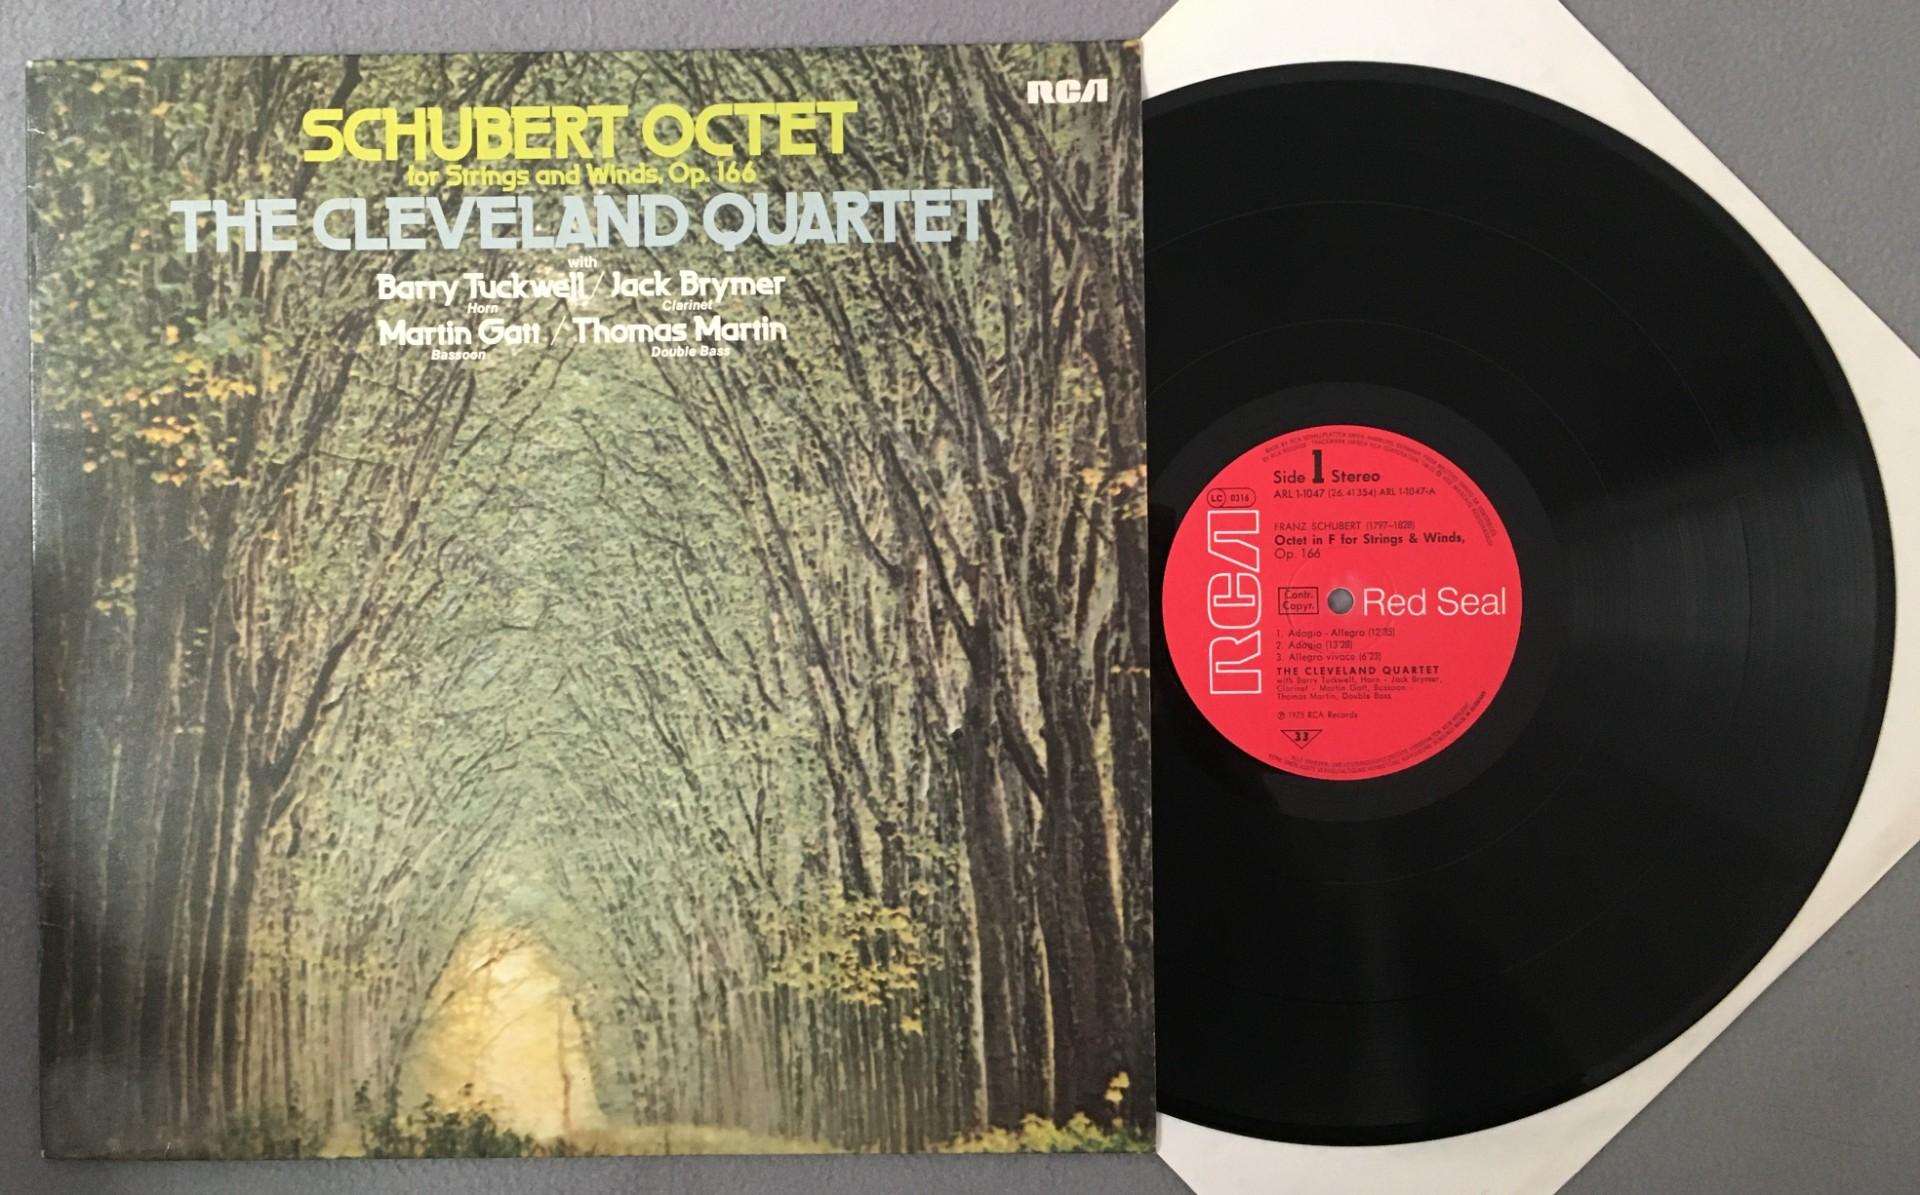 RCA
SCHUBERT OCTET
for Strings and Winds, Op. 166
THE CLEVELAND QUARTET
with
Barry Tuckwell / Jack Brymer
Horn Clarinet
Martin Gatt / Thomas Martin
Bassoon Double Bass
Side 1 Stereo
ARL 1-1047 (26.41354) ARL 1-1047-A
LC 0316
FRANZ SCHUBERT (1797–1828)
Octet in F for Strings & Winds,
Op. 166
RCA
Contr.
Copyr.
Red Seal
1. Adagio - Allegro
2. Adagio (13'28)
3. Allegro vivace (6'23)
THE CLEVELAND QUARTET
with Barry Tuckwell, Horn - Jack Brymer,
Clarinet - Martin Gatt, Bassoon -
Thomas Martin, Double Bass
℗ 1975 RCA Records
33